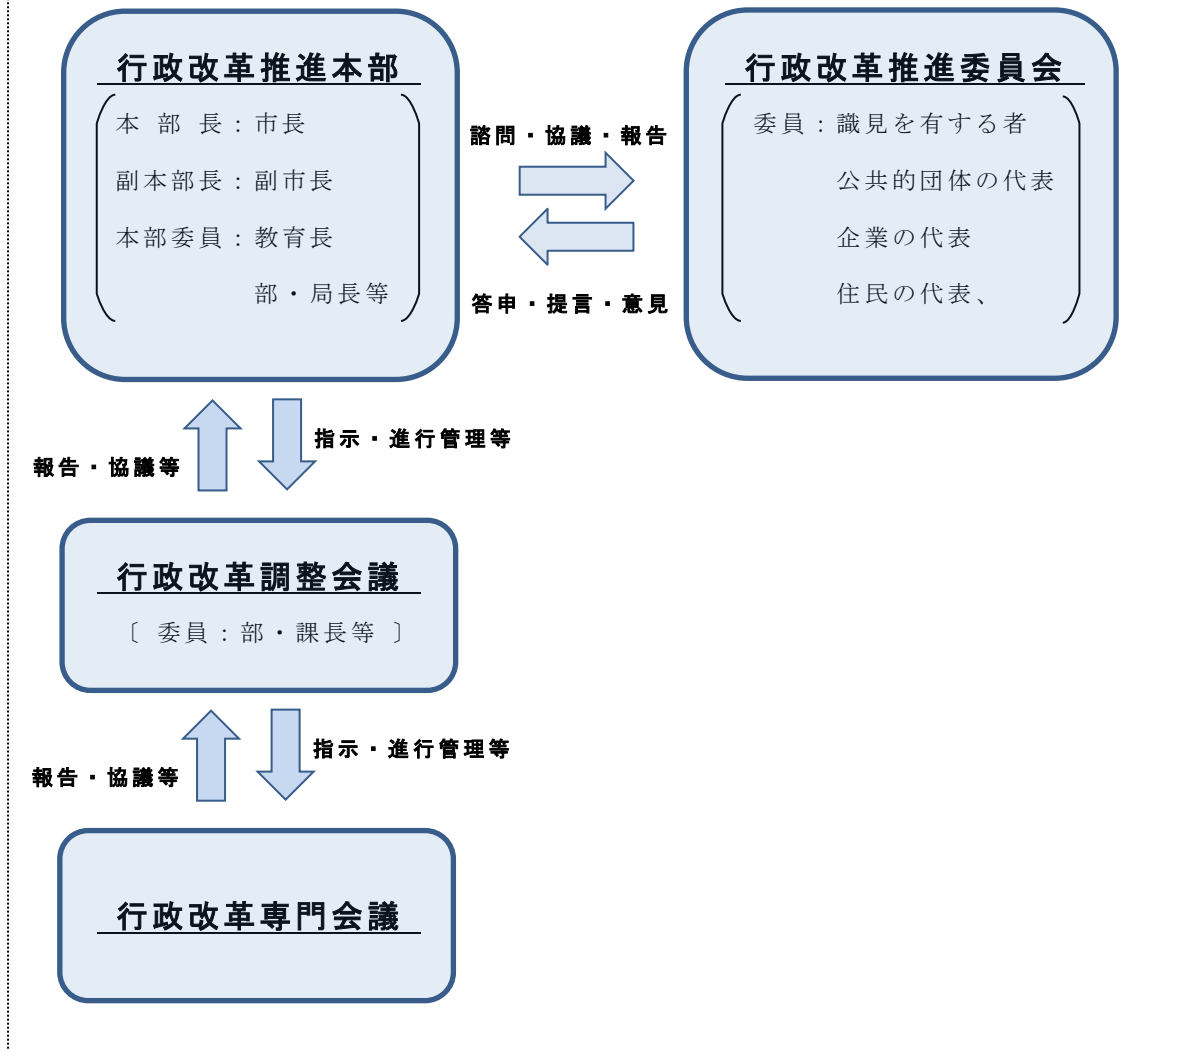 行政改革推進本部
本部長：市長
副本部長：副市長
本部委員：教育長
部・局長等
諮問・協議・報告
答申・提言・意見
行政改革推進委員会
委員：識見を有する者
公共的団体の代表
企業の代表
住民の代表、
報告・協議等
指示・進行管理等
行政改革調整会議
〔 委員：部・課長等 〕
報告・協議等
指示・進行管理等
行政改革専門会議